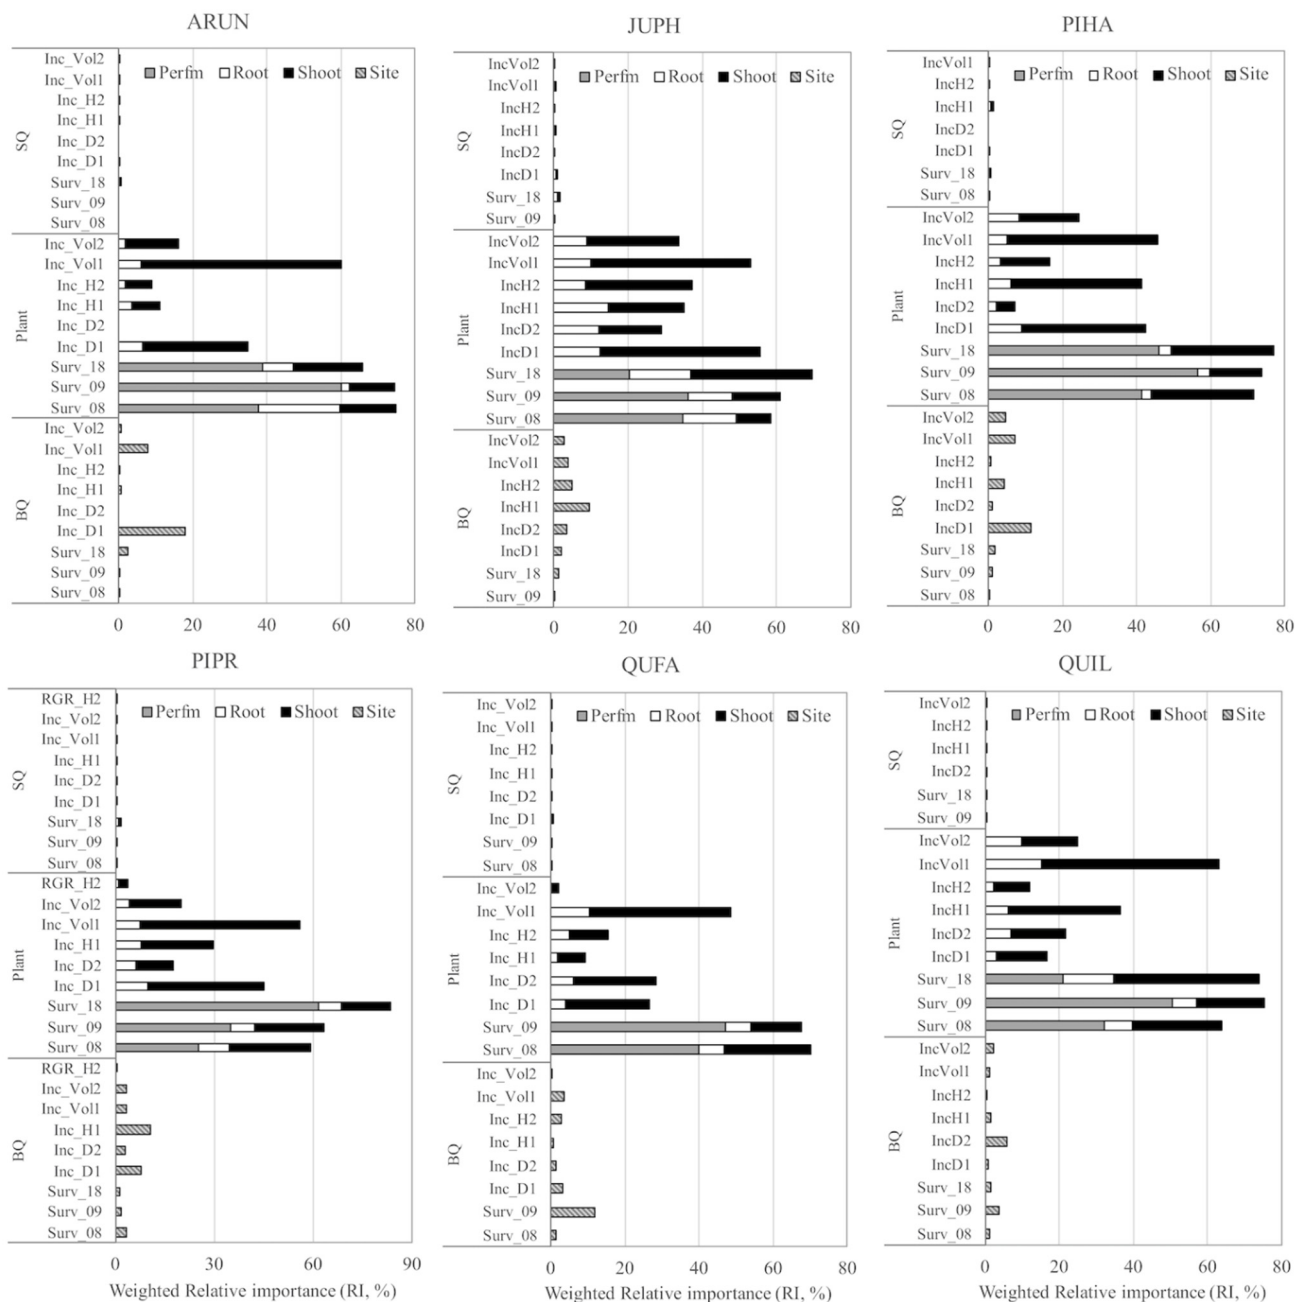 ARUN
Perfm Root Shoot Site
SQ
Inc_Vol2
Inc_Vol1
Inc_H2
Inc_H1
Inc_D2
Inc_D1
Surv_18
Surv_09
Surv_08
Plant
Inc_Vol2
Inc_Vol1
Inc_H2
Inc_H1
Inc_D2
Inc_D1
Surv_18
Surv_09
Surv_08
BQ
Inc_Vol2
Inc_Vol1
Inc_H2
Inc_H1
Inc_D2
Inc_D1
Surv_18
Surv_09
Surv_08
0 20 40 60 80
JUPH
Perfm Root Shoot Site
SQ
IncVol2
IncVol1
IncH2
IncH1
IncD2
IncD1
Surv_18
Surv_09
Plant
IncVol2
IncVol1
IncH2
IncH1
IncD2
IncD1
Surv_18
Surv_09
Surv_08
BQ
IncVol2
IncVol1
IncH2
IncH1
IncD2
IncD1
Surv_18
Surv_09
0 20 40 60 80
PIHA
Perfm Root Shoot Site
SQ
IncVol1
IncH2
IncH1
IncD2
IncD1
Surv_18
Surv_08
Plant
IncVol2
IncVol1
IncH2
IncH1
IncD2
IncD1
Surv_18
Surv_09
Surv_08
BQ
IncVol2
IncVol1
IncH2
IncH1
IncD2
IncD1
Surv_18
Surv_09
Surv_08
0 20 40 60 80
PIPR
Perfm Root Shoot Site
SQ
RGR_H2
Inc_Vol2
Inc_Vol1
Inc_H1
Inc_D2
Inc_D1
Surv_18
Surv_09
Surv_08
Plant
RGR_H2
Inc_Vol2
Inc_Vol1
Inc_H1
Inc_D2
Inc_D1
Surv_18
Surv_09
Surv_08
BQ
RGR_H2
Inc_Vol2
Inc_Vol1
Inc_H1
Inc_D2
Inc_D1
Surv_18
Surv_09
Surv_08
0 30 60 90
Weighted Relative importance (RI, %)
QUFA
Perfm Root Shoot Site
SQ
Inc_Vol2
Inc_Vol1
Inc_H2
Inc_H1
Inc_D2
Inc_D1
Surv_09
Surv_08
Plant
Inc_Vol2
Inc_Vol1
Inc_H2
Inc_H1
Inc_D2
Inc_D1
Surv_09
Surv_08
BQ
Inc_Vol2
Inc_Vol1
Inc_H2
Inc_H1
Inc_D2
Inc_D1
Surv_09
Surv_08
0 20 40 60 80
Weighted Relative importance (RI, %)
QUIL
Perfm Root Shoot Site
SQ
IncVol2
IncH2
IncH1
IncD2
Surv_18
Surv_09
Plant
IncVol2
IncVol1
IncH2
IncH1
IncD2
IncD1
Surv_18
Surv_09
Surv_08
BQ
IncVol2
IncVol1
IncH2
IncH1
IncD2
IncD1
Surv_18
Surv_09
Surv_08
0 20 40 60 80
Weighted Relative importance (RI, %)